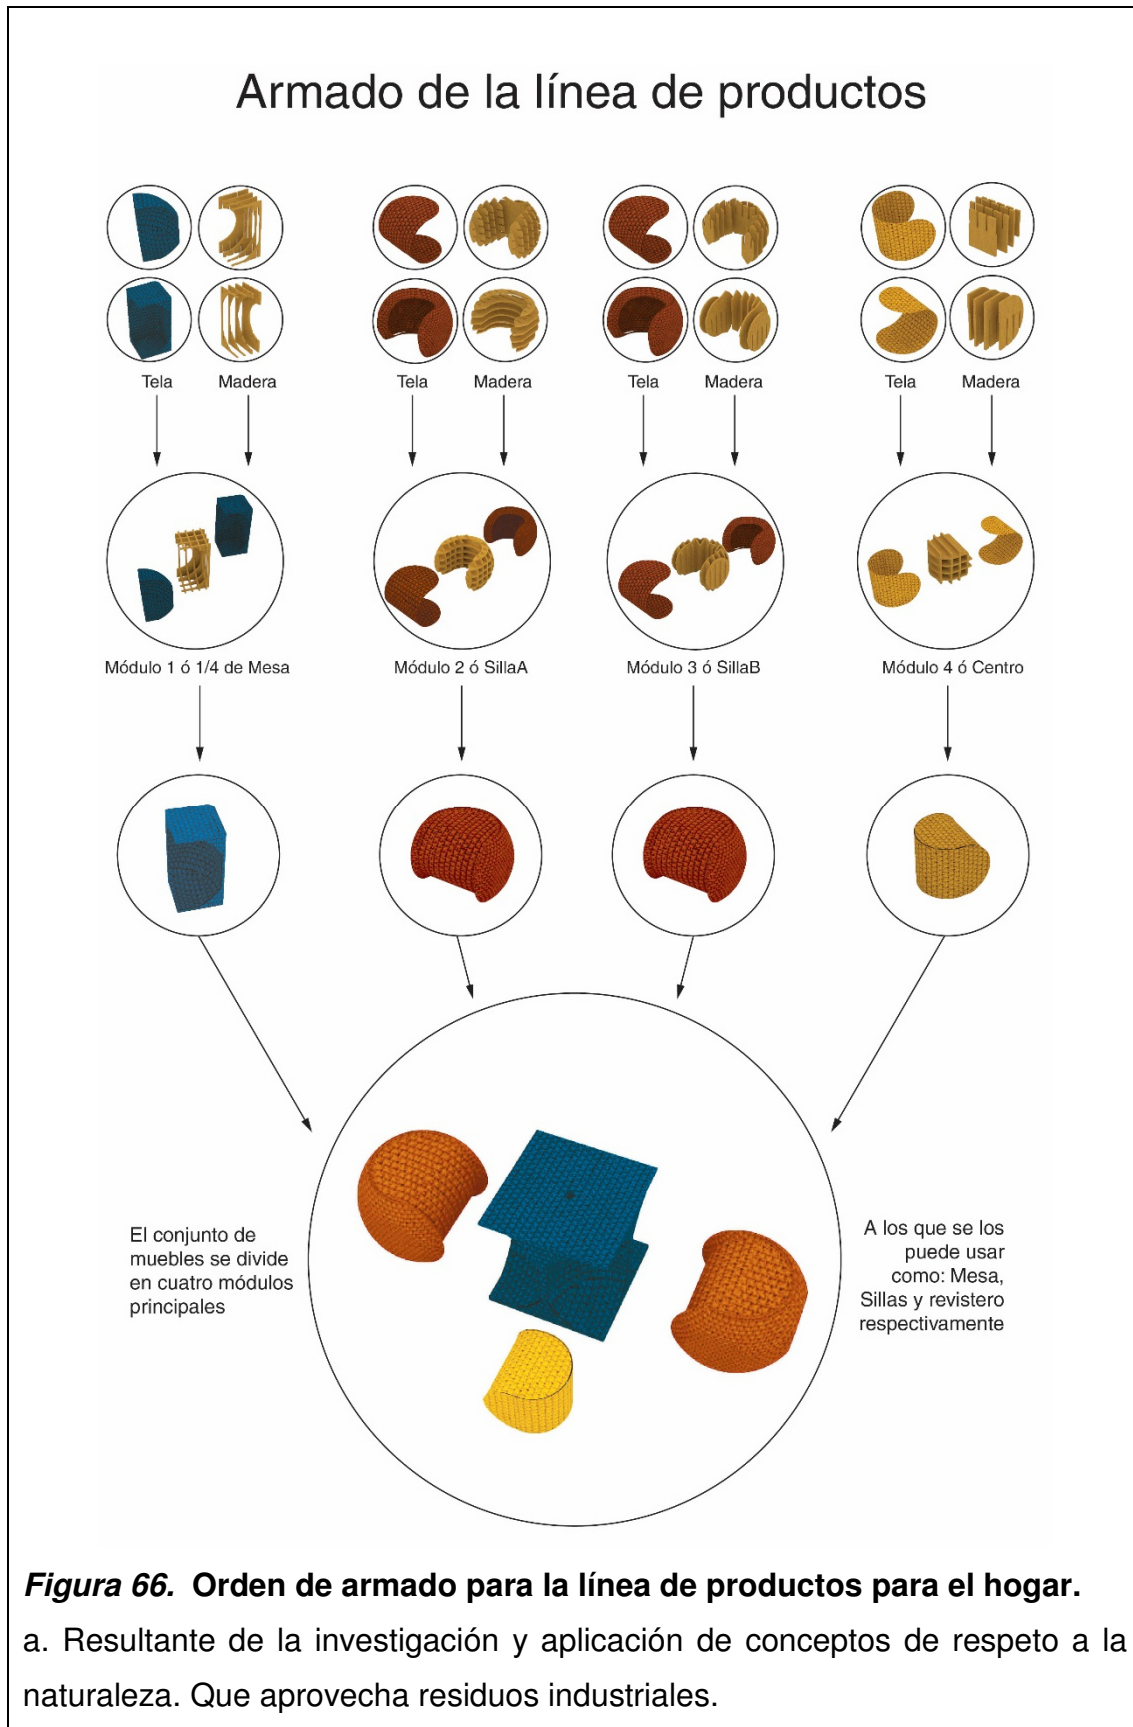 Armado de la línea de productos
Tela Madera Tela Madera Tela Madera Tela Madera
Módulo 1 ó 1/4 de Mesa Módulo 2 ó SillaA Módulo 3 ó SillaB Módulo 4 ó Centro
El conjunto de
muebles se divide
en cuatro módulos
principales
A los que se los
puede usar
como: Mesa,
Sillas y revistero
respectivamente
Figura 66. Orden de armado para la línea de productos para el hogar.
a. Resultante de la investigación y aplicación de conceptos de respeto a la
naturaleza. Que aprovecha residuos industriales.